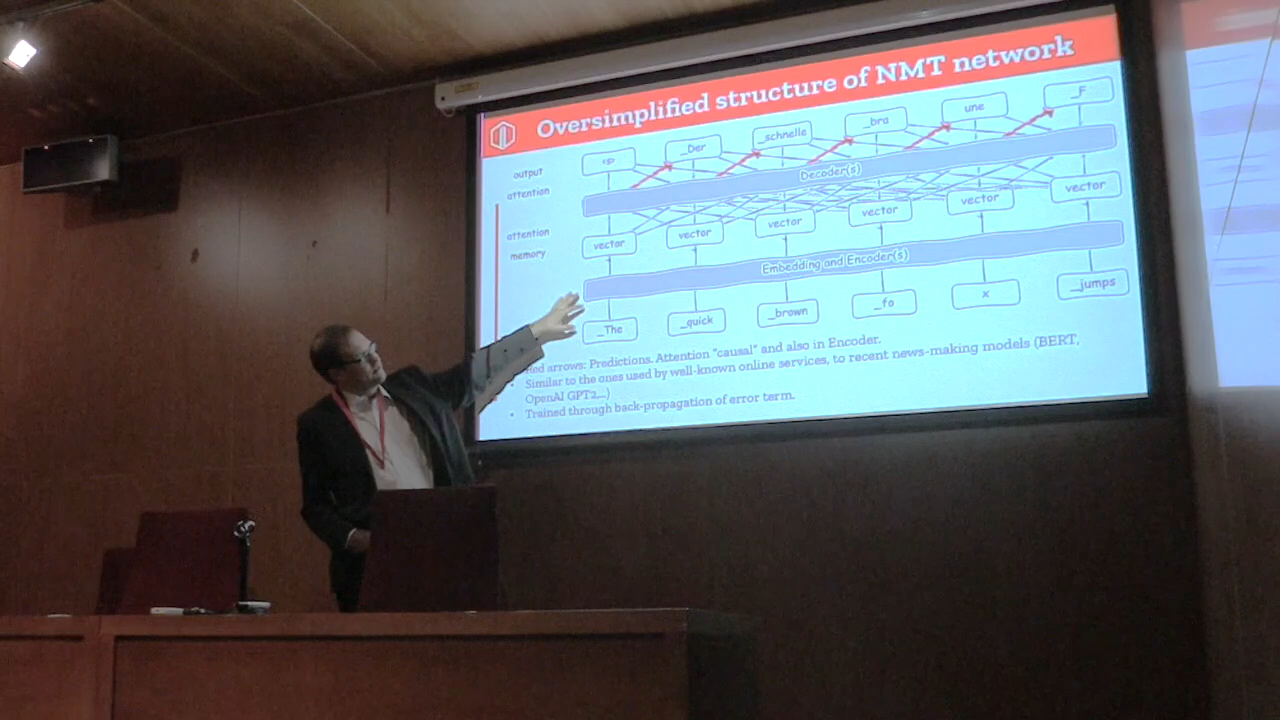 Oversimplified structure of NMT network
output
<s>
_Der
_schnelle
_bra
une
_F
attention
Decoder(s)
attention
vector
vector
vector
vector
vector
vector
memory
Embedding and Encoder(s)
_The
_quick
_brown
_fo
x
_jumps
Red arrows: Predictions. Attention "causal" and also in Encoder.
• Similar to the ones used by well-known online services, to recent news-making models (BERT,
OpenAI GPT2,..)
• Trained through back-propagation of error term.